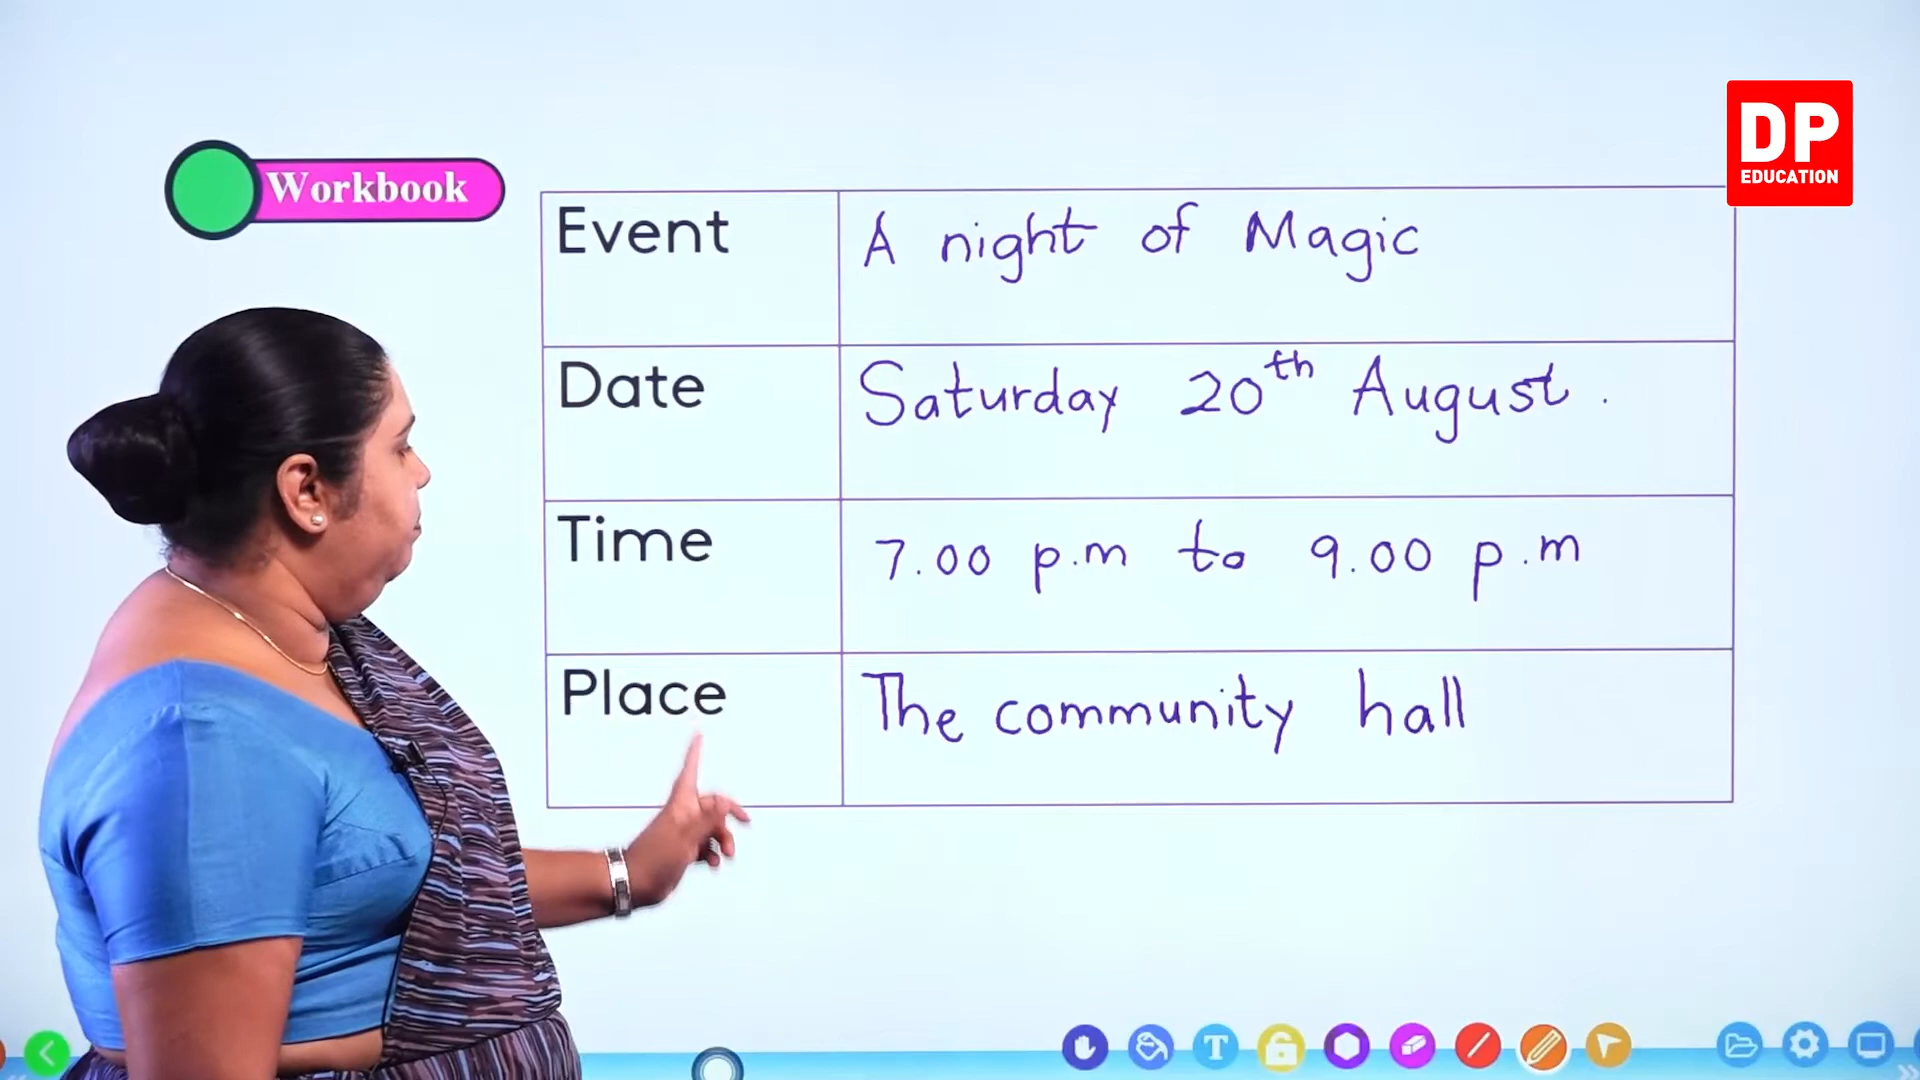 DP
EDUCATION
Workbook
Event A night of Magic
Date Saturday 20th August.
Time 7.00 p.m to 9.00 p.m
Place The community hall
T